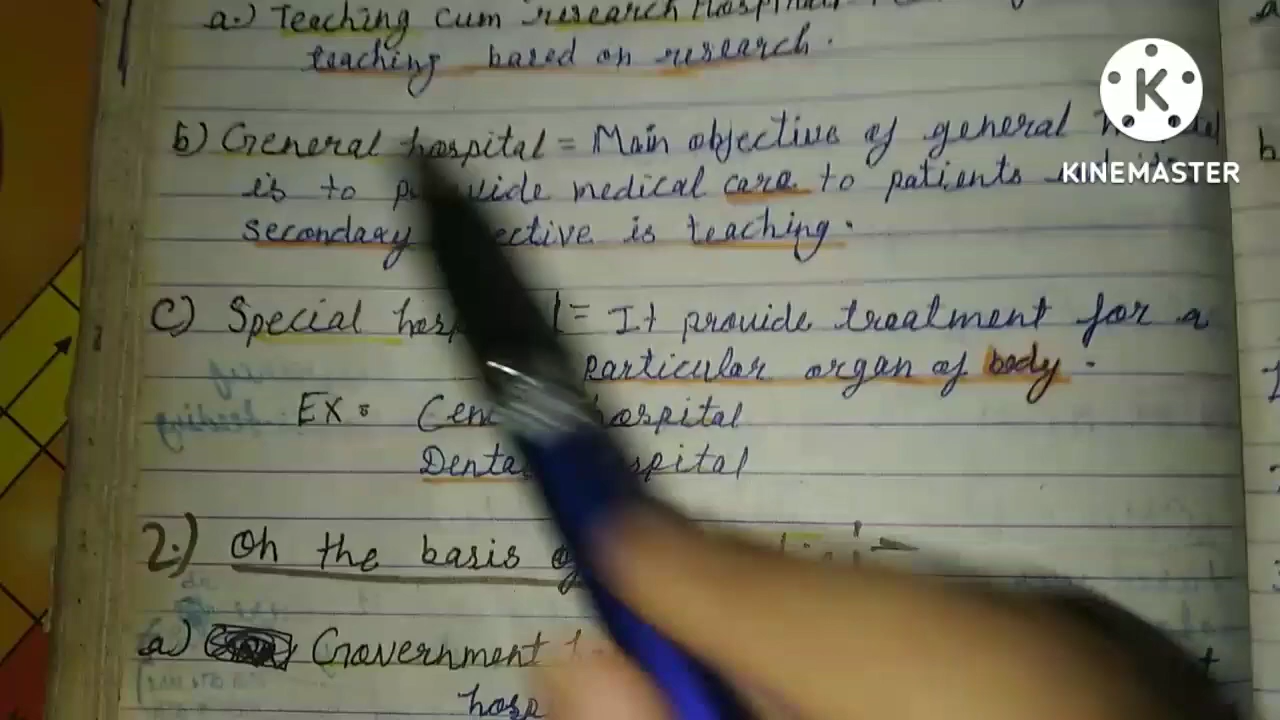 a.) Teaching cum research
teaching based on research.
b) General hospital = Main objective of general
is to provide medical care to patients
secondary is teaching.
c) Special = It provide treatment for a
particular organ of body.
EX = hospital
Dental hospital
2.) On the basis
a) Government
K
KINEMASTER